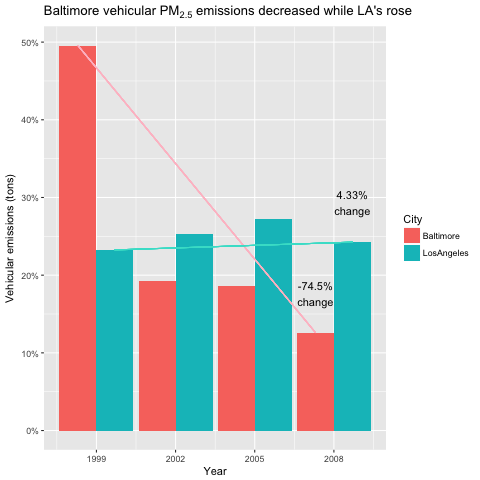 Baltimore vehicular PM2.5 emissions decreased while LA's rose
50%
40%
30%
20%
10%
0%
Vehicular emissions (tons)
4.33%
change
-74.5%
change
1999
2002
2005
2008
Year
City
Baltimore
LosAngeles